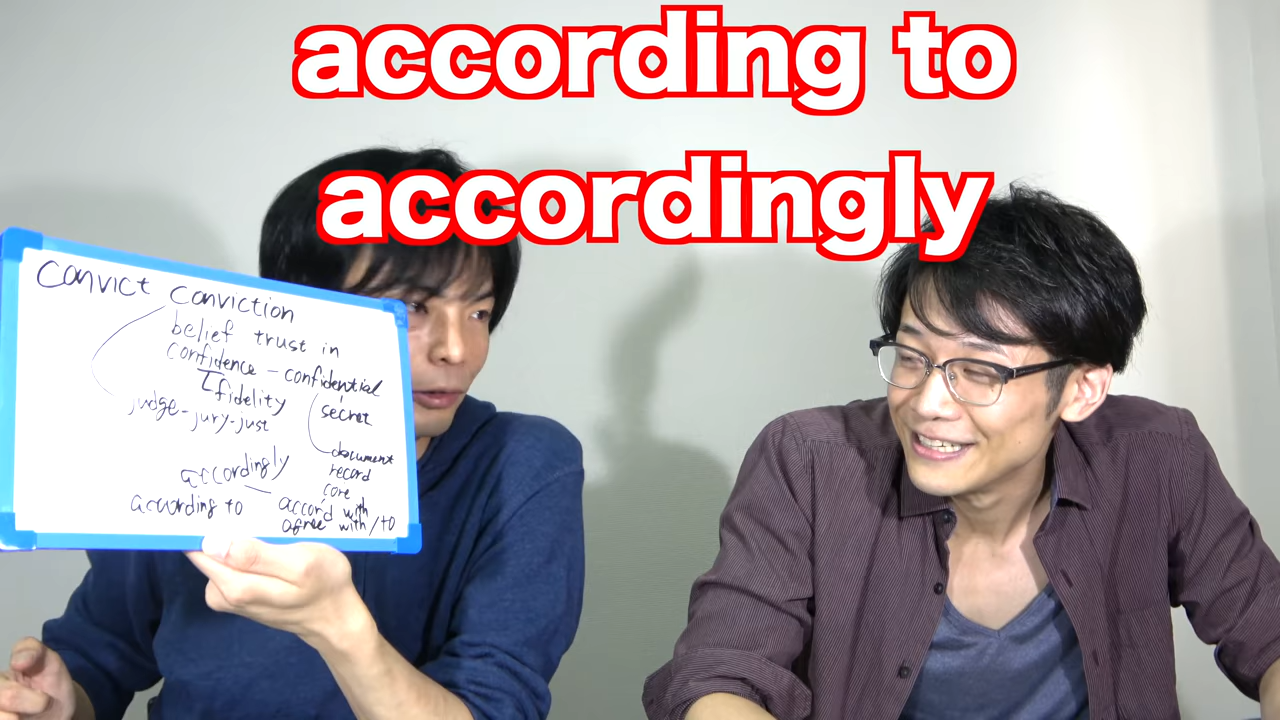 according to
accordingly
convict conviction
belief trust in
confidence - confidential
fidelity
secret
judge-jury-just
document
record
core
accordingly
according to
accord with
agree with/to